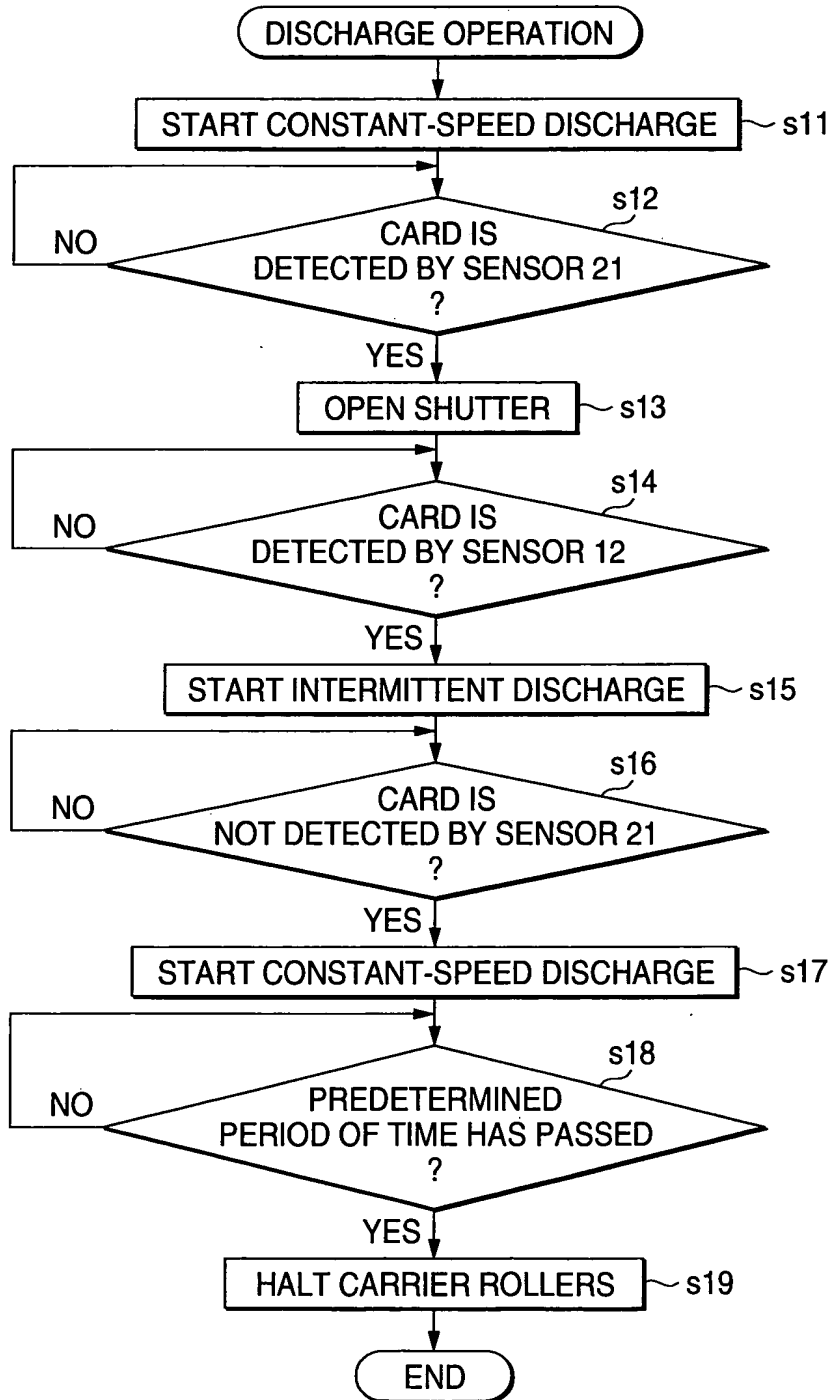 DISCHARGE OPERATION
START CONSTANT-SPEED DISCHARGE
s11
s12
CARD IS
DETECTED BY SENSOR 21
?
NO
YES
OPEN SHUTTER
s13
s14
CARD IS
DETECTED BY SENSOR 12
?
NO
YES
START INTERMITTENT DISCHARGE
s15
s16
CARD IS
NOT DETECTED BY SENSOR 21
?
NO
YES
START CONSTANT-SPEED DISCHARGE
s17
s18
PREDETERMINED
PERIOD OF TIME HAS PASSED
?
NO
YES
HALT CARRIER ROLLERS
s19
END